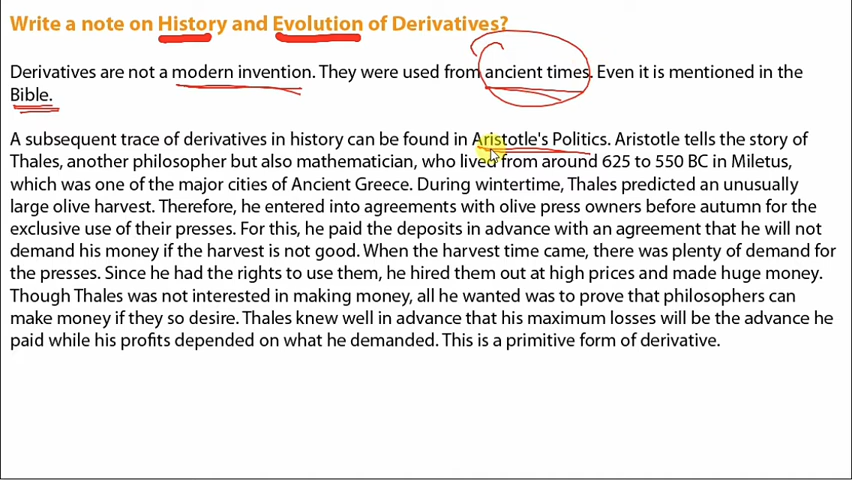 Write a note on History and Evolution of Derivatives?
Derivatives are not a modern invention. They were used from ancient times. Even it is mentioned in the
Bible.
A subsequent trace of derivatives in history can be found in Aristotle's Politics. Aristotle tells the story of
Thales, another philosopher but also mathematician, who lived from around 625 to 550 BC in Miletus,
which was one of the major cities of Ancient Greece. During wintertime, Thales predicted an unusually
large olive harvest. Therefore, he entered into agreements with olive press owners before autumn for the
exclusive use of their presses. For this, he paid the deposits in advance with an agreement that he will not
demand his money if the harvest is not good. When the harvest time came, there was plenty of demand for
the presses. Since he had the rights to use them, he hired them out at high prices and made huge money.
Though Thales was not interested in making money, all he wanted was to prove that philosophers can
make money if they so desire. Thales knew well in advance that his maximum losses will be the advance he
paid while his profits depended on what he demanded. This is a primitive form of derivative.